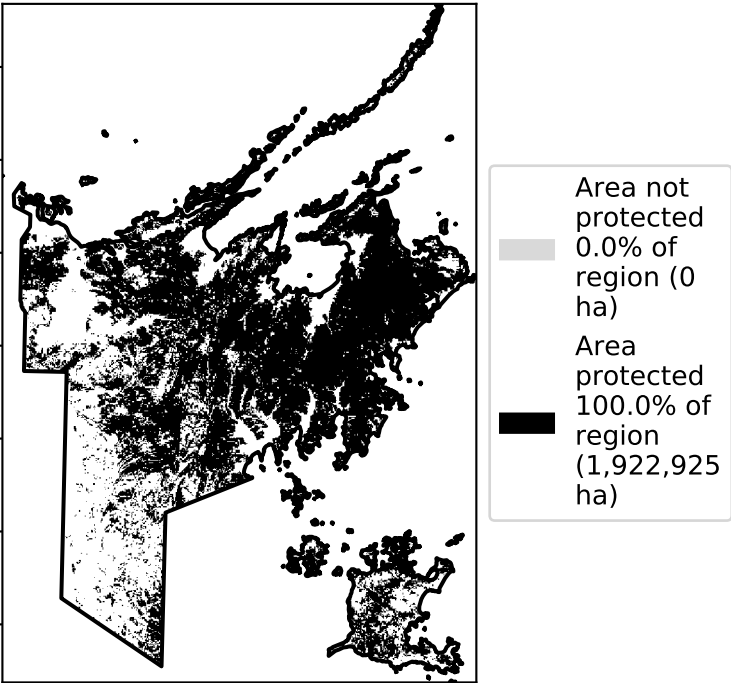 Area not
protected
0.0% of
region (0
ha)
Area
protected
100.0% of
region
(1,922,925
ha)